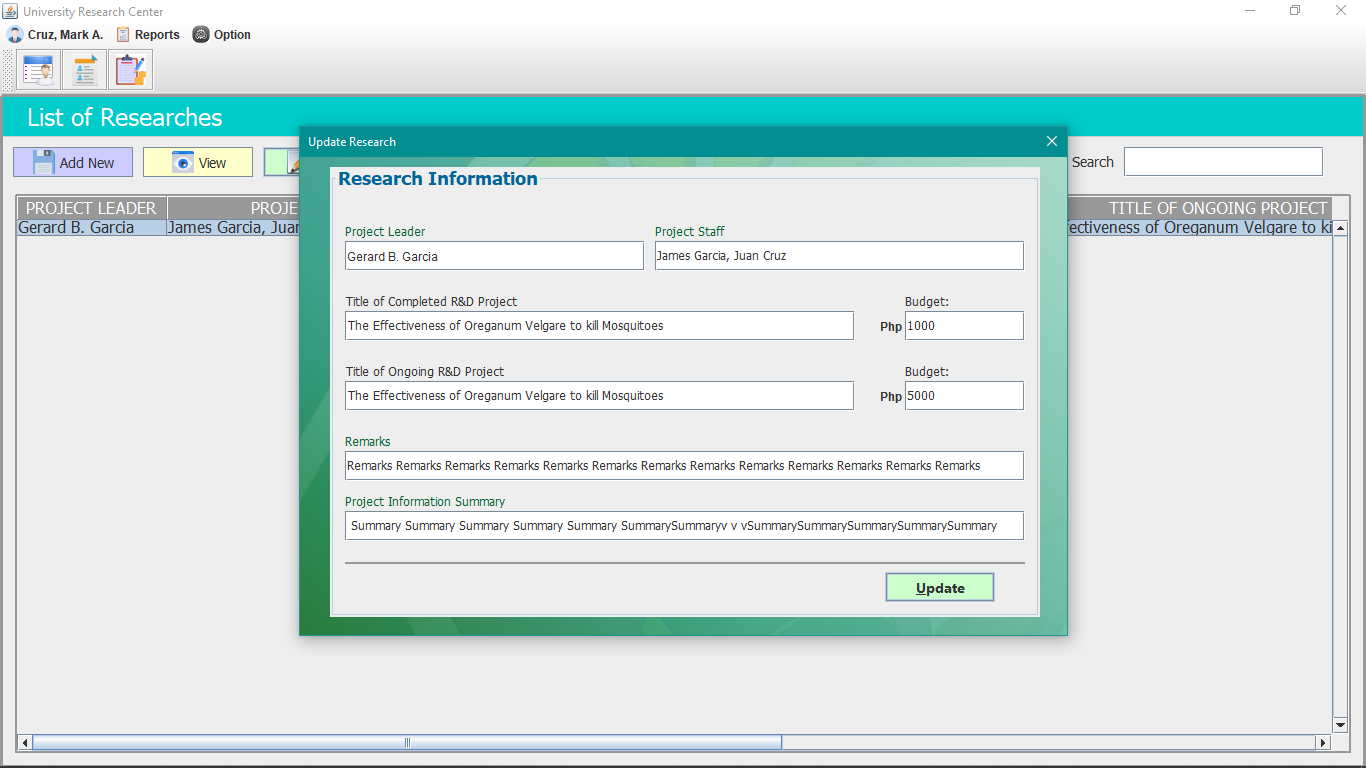 University Research Center
Cruz, Mark A. Reports Option
List of Researches
Add New View Search
PROJECT LEADER TITLE OF ONGOING PROJECT
Gerard B. Garcia James Garcia, of Oreganum Velgare to
Update Research
Research Information
Project Leader Project Staff
Gerard B. Garcia James Garcia, Juan Cruz
Title of Completed R&D Project Budget:
The Effectiveness of Oreganum Velgare to kill Mosquitoes Php 1000
Title of Ongoing R&D Project Budget:
The Effectiveness of Oreganum Velgare to kill Mosquitoes Php 5000
Remarks
Remarks Remarks Remarks Remarks Remarks Remarks Remarks Remarks Remarks Remarks Remarks Remarks Remarks
Project Information Summary
Summary Summary Summary Summary Summary SummarySummaryv v vSummarySummarySummarySummarySummary
Update